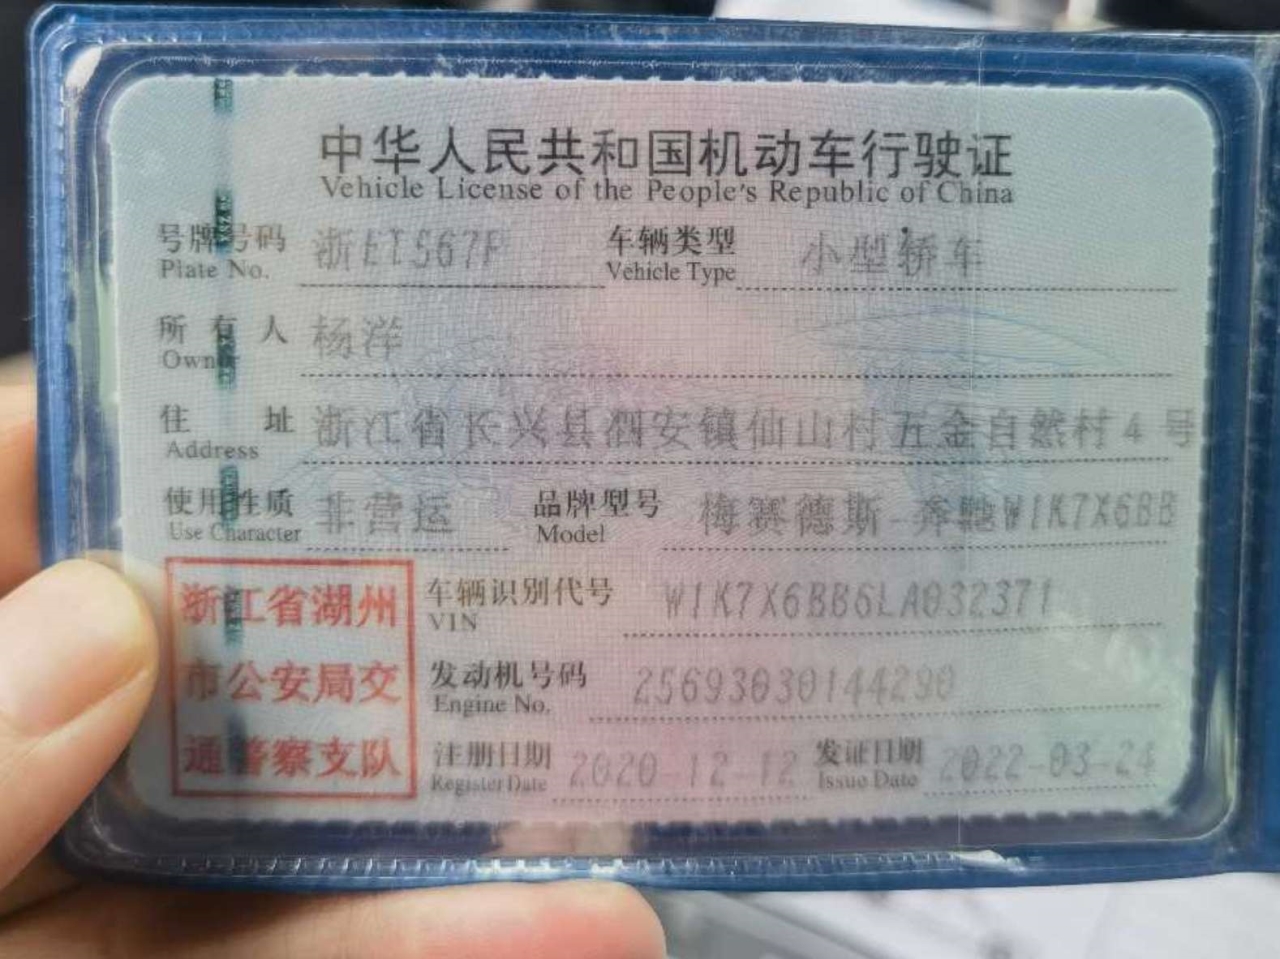 中华人民共和国机动车行驶证
Vehicle License of the People's Republic of China
号牌号码 车辆类型 小型轿车
Plate No. Vehicle Type
所有人 杨洋
Owner
住址 浙江省长兴县泗安镇仙山村五金自然村4号
Address
使用性质 非营运 品牌型号 梅赛德斯-奔驰W1K7X6BB
Use Character Model
浙江省湖州
市公安局交
通警察支队
车辆识别代号 W1K7X6BB6LA032371
VIN
发动机号码 25693030144290
Engine No.
注册日期 2020-12-12 发证日期 2022-03-24
Register Date Issue Date